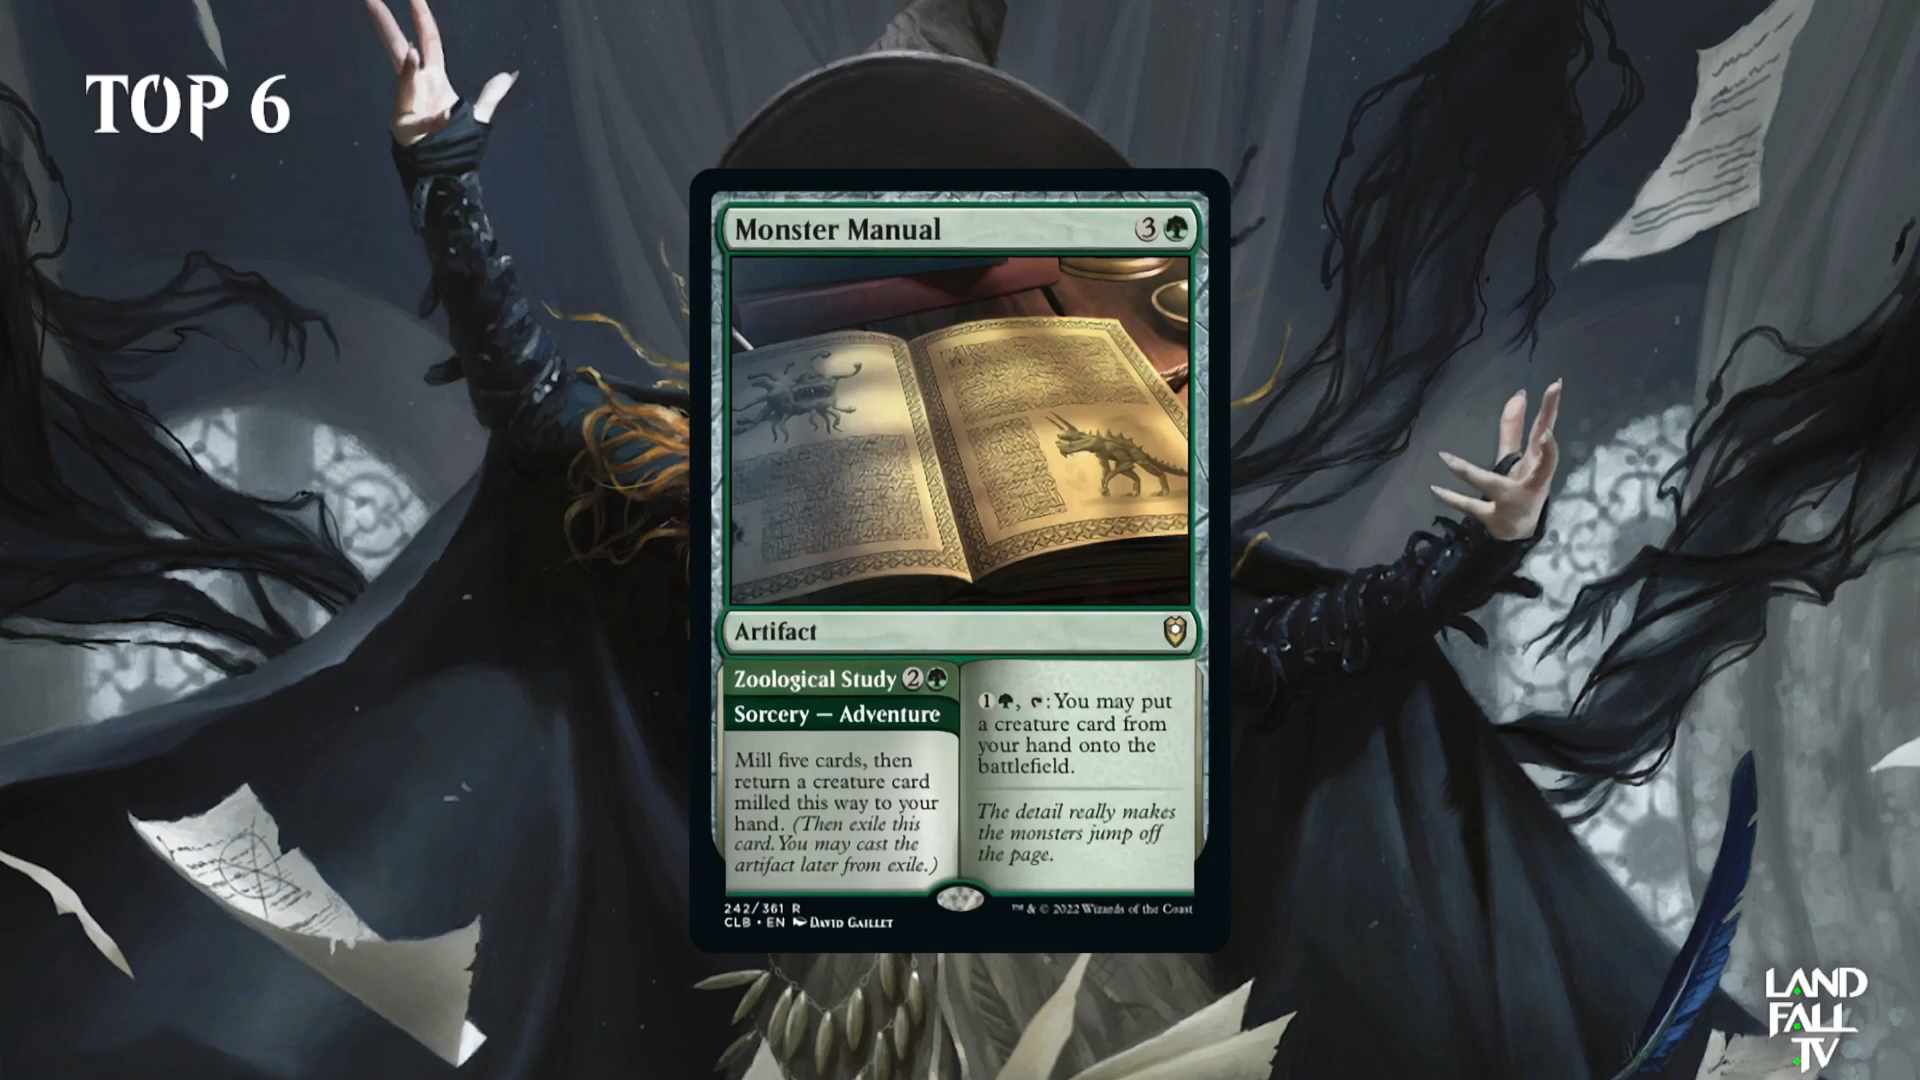 TOP 6
Monster Manual 3
Artifact
Zoological Study 2
Sorcery — Adventure
Mill five cards, then
return a creature card
milled this way to your
hand. (Then exile this
card. You may cast the
artifact later from exile.)
1 , : You may put
a creature card from
your hand onto the
battlefield.
The detail really makes
the monsters jump off
the page.
242/361 R
CLB • EN DAVID GAILLET
™ & © 2022 Wizards of the Coast
LAND
FALL
.TV